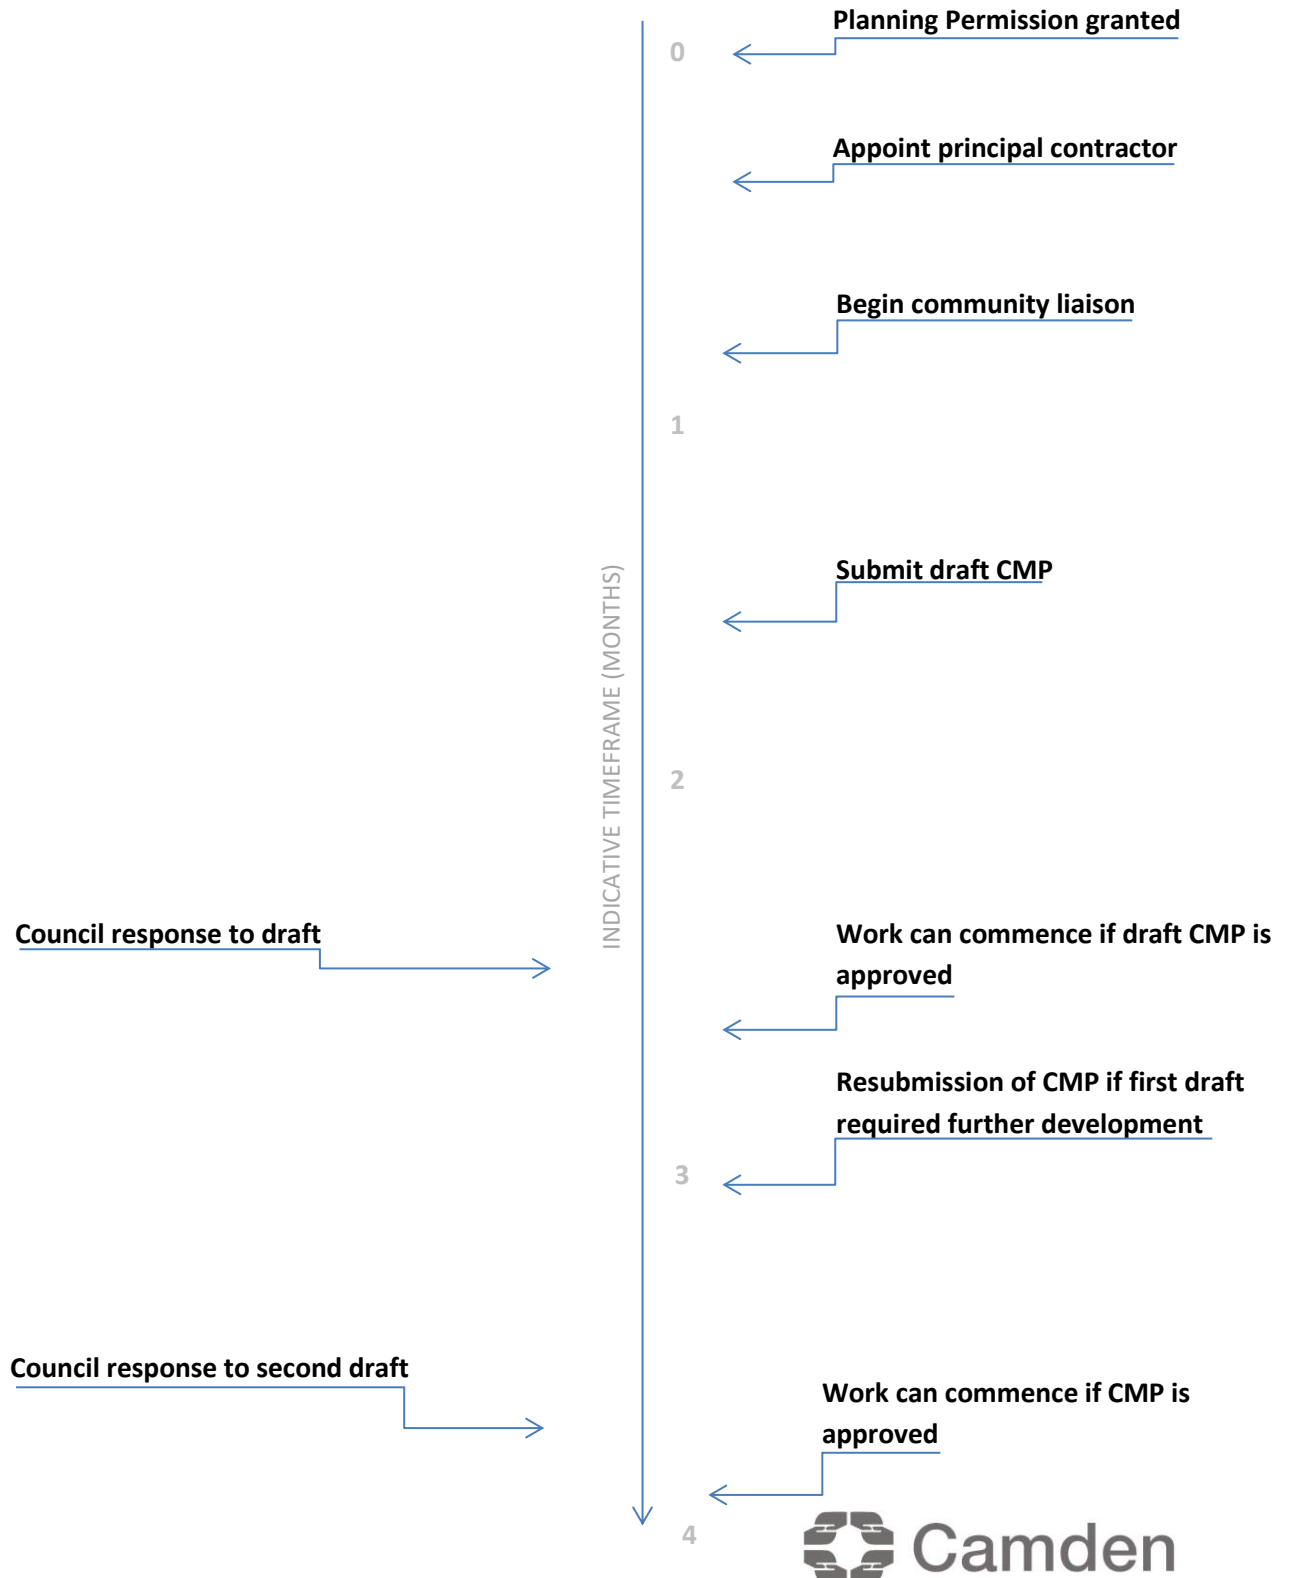 Planning Permission granted
0
Appoint principal contractor
Begin community liaison
1
Submit draft CMP
INDICATIVE TIMEFRAME (MONTHS)
2
Council response to draft
Work can commence if draft CMP is
approved
Resubmission of CMP if first draft
required further development
3
Council response to second draft
Work can commence if CMP is
approved
4
Camden